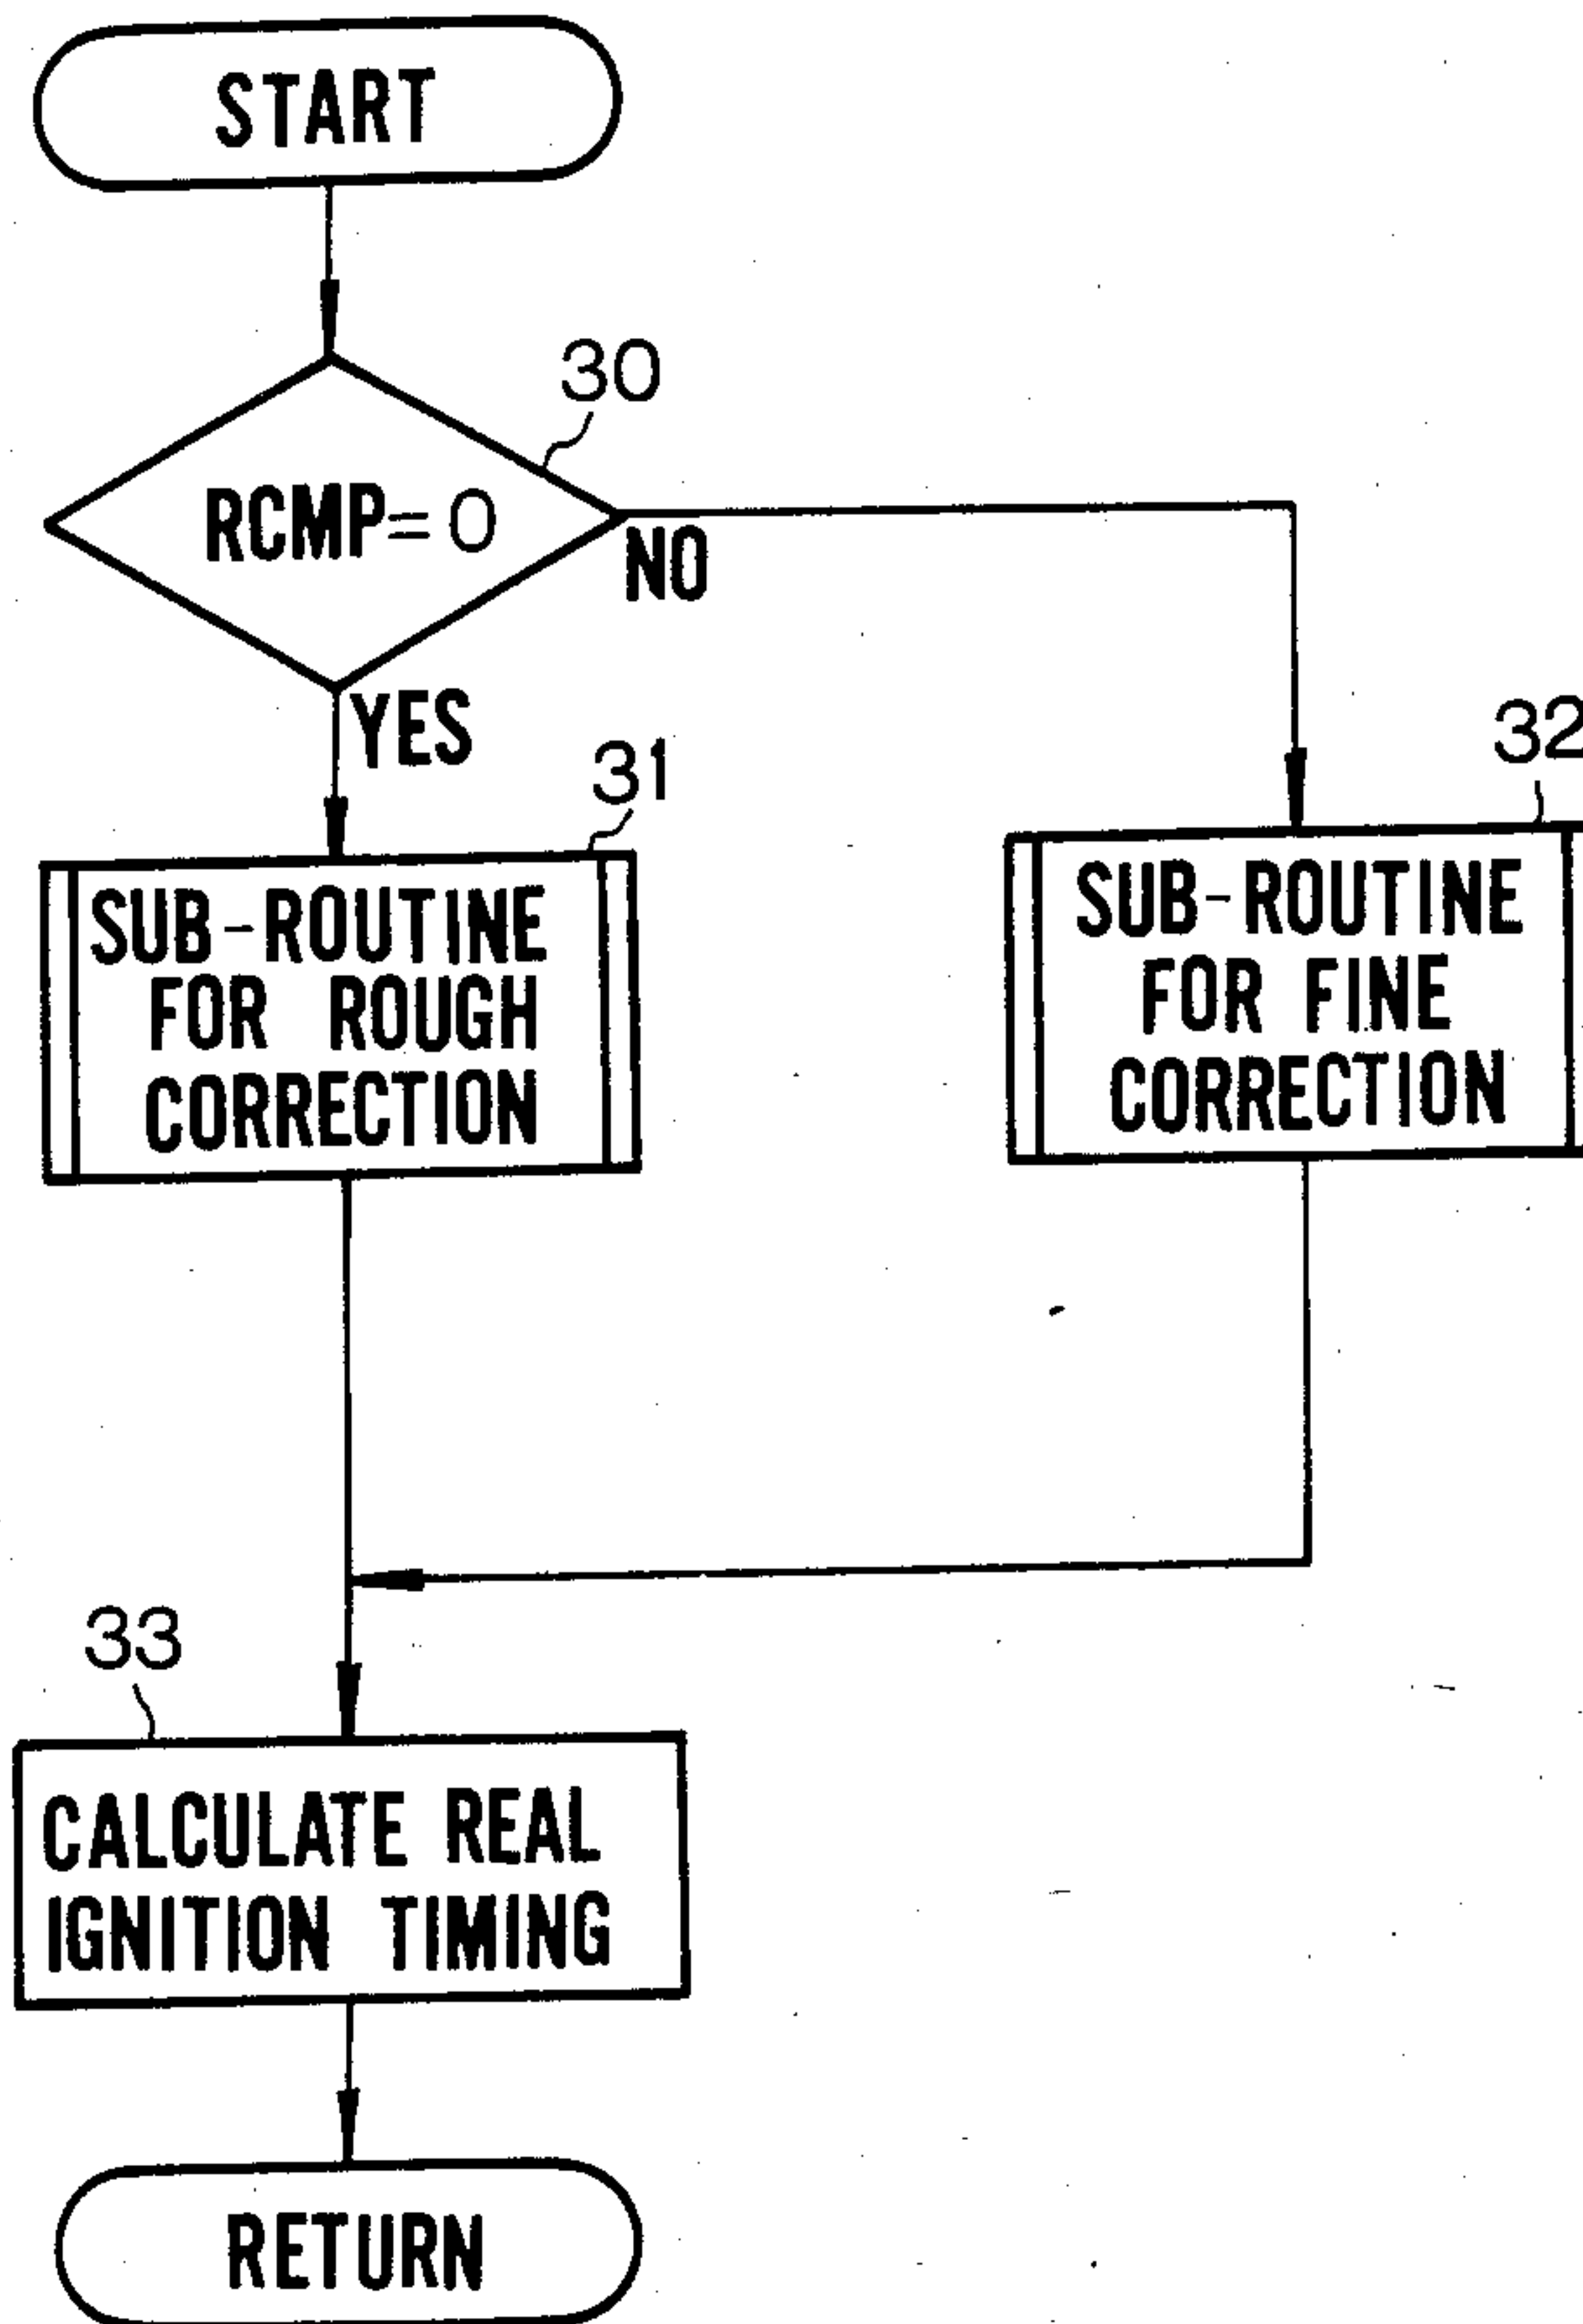 START
30
RCMP=0
NO
YES
31
32
SUB-ROUTINE
FOR ROUGH
CORRECTION
SUB-ROUTINE
FOR FINE
CORRECTION
33
CALCULATE REAL
IGNITION TIMING
RETURN